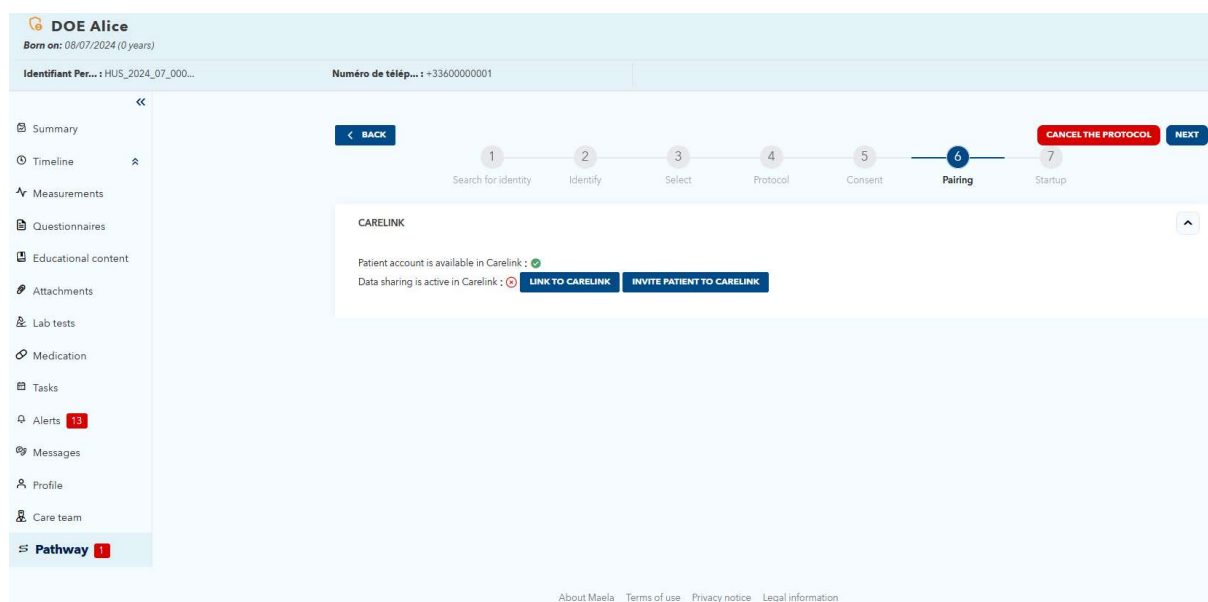 DOE Alice
Born on: 08/07/2024 (0 years)
Identifiant Per... : HUS_2024_07_000...
Numéro de télép... : +33600000001
Summary
Timeline
Measurements
Questionnaires
Educational content
Attachments
Lab tests
Medication
Tasks
Alerts 13
Messages
Profile
Care team
Pathway 1
BACK
CANCEL THE PROTOCOL
NEXT
1 2 3 4 5 6 7
Search for identity Identify Select Protocol Consent Pairing Startup
CARELINK
Patient account is available in Carelink :
Data sharing is active in Carelink : LINK TO CARELINK INVITE PATIENT TO CARELINK
About Maela Terms of use Privacy notice Legal information